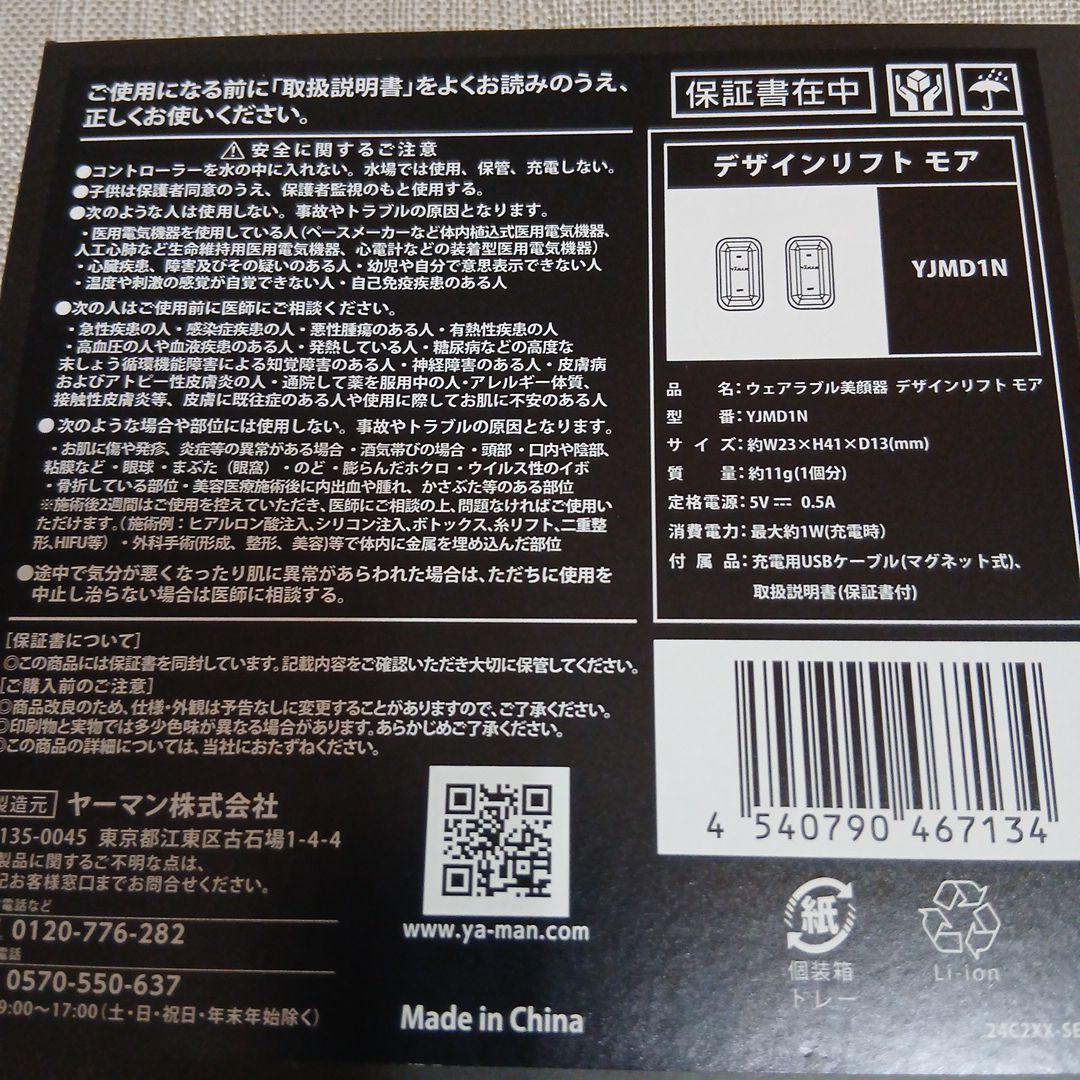 ご使用になる前に「取扱説明書」をよくお読みのうえ、
正しくお使いください。
安全に関するご注意
●コントローラーを水の中に入れない。水場では使用、保管、充電しない。
●子供は保護者同意のうえ、保護者監視のもと使用する。
●次のような人は使用しない。事故やトラブルの原因となります。
・医用電気機器を使用している人(ペースメーカーなど体内植込式医用電気機器、
人工心肺など生命維持用医用電気機器、心電計などの装着型医用電気機器)
・心臓疾患、障害及びその疑いのある人・幼児や自分で意思表示できない人
・温度や刺激の感覚が自覚できない人・自己免疫疾患のある人
●次の人はご使用前に医師にご相談ください。
・急性疾患の人・感染症疾患の人・悪性腫瘍のある人・有熱性疾患の人
・高血圧の人や血液疾患のある人・発熱している人・糖尿病などの高度な
末しょう循環機能障害による知覚障害のある人・神経障害のある人・皮膚病
およびアトピー性皮膚炎の人・通院して薬を服用中の人・アレルギー体質、
接触性皮膚炎等、皮膚に既往症のある人や使用に際してお肌に不安のある人
●次のような場合や部位には使用しない。事故やトラブルの原因となります。
・お肌に傷や発疹、炎症等の異常がある場合・酒気帯びの場合・頭部・口内や陰部、
粘膜など・眼球・まぶた(眼窩)・のど・膨らんだホクロ・ウイルス性のイボ
・骨折している部位・美容医療施術後に内出血や腫れ、かさぶた等のある部位
※施術後2週間はご使用を控えていただき、医師にご相談の上、問題なければご使用い
ただけます。(施術例:ヒアルロン酸注入、シリコン注入、ボトックス、糸リフト、二重整
形、HIFU等)・外科手術(形成、整形、美容)等で体内に金属を埋め込んだ部位
●途中で気分が悪くなったり肌に異常があらわれた場合は、ただちに使用を
中止し治らない場合は医師に相談する。
[保証書について]
◎この商品には保証書を同封しています。記載内容をご確認いただき大切に保管してください。
[ご購入前のご注意]
◎商品改良のため、仕様・外観は予告なしに変更することがありますので、ご了承ください。
◎印刷物と実物では多少色味が異なる場合があります。あらかじめご了承ください。
◎この商品の詳細については、当社におたずねください。
製造元 ヤーマン株式会社
135-0045 東京都江東区古石場1-4-4
製品に関するご不明な点は、
記お客様窓口までお問合せください。
電話など
0120-776-282
電話
0570-550-637
9:00〜17:00(土・日・祝日・年末年始除く)
www.ya-man.com
Made in China
保証書在中
デザインリフト モア
YA-MAN
YA-MAN
YJMD1N
品 名:ウェアラブル美顔器 デザインリフト モア
型 番:YJMD1N
サイズ:約W23×H41×D13(mm)
質 量:約11g(1個分)
定格電源:5V⎓ 0.5A
消費電力:最大約1W(充電時)
付属品:充電用USBケーブル(マグネット式)、
取扱説明書(保証書付)
4 540790 467134
紙
個装箱
トレー
Li-ion
24C2XX-SE